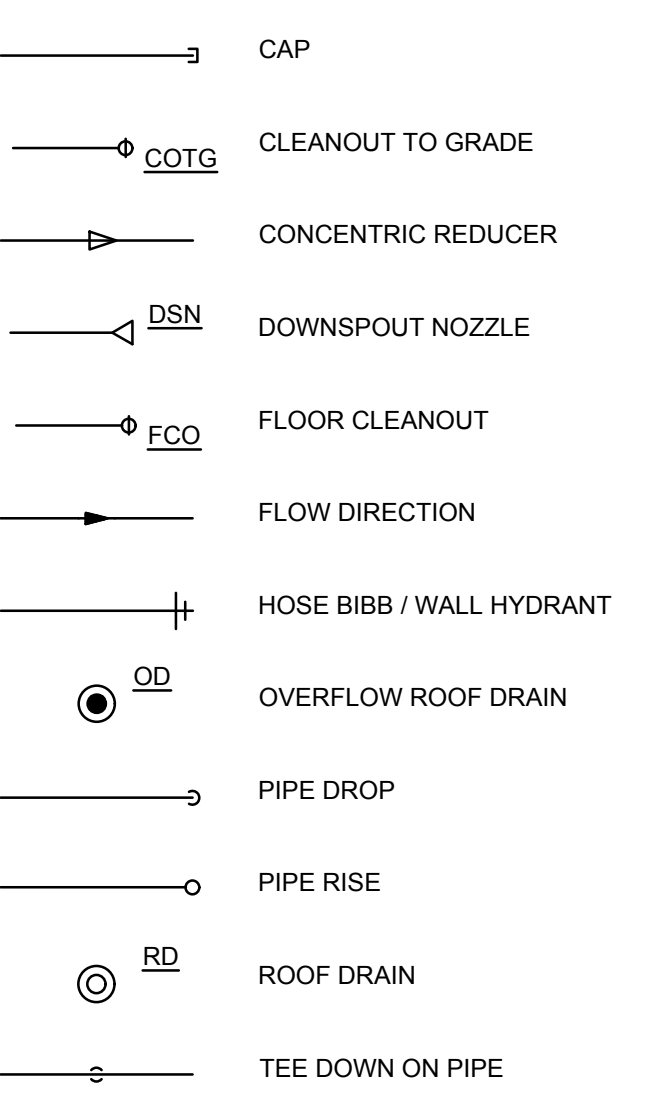 CAP
COTG CLEANOUT TO GRADE
CONCENTRIC REDUCER
DSN DOWNSPOUT NOZZLE
FCO FLOOR CLEANOUT
FLOW DIRECTION
HOSE BIBB / WALL HYDRANT
OD OVERFLOW ROOF DRAIN
PIPE DROP
PIPE RISE
RD ROOF DRAIN
TEE DOWN ON PIPE